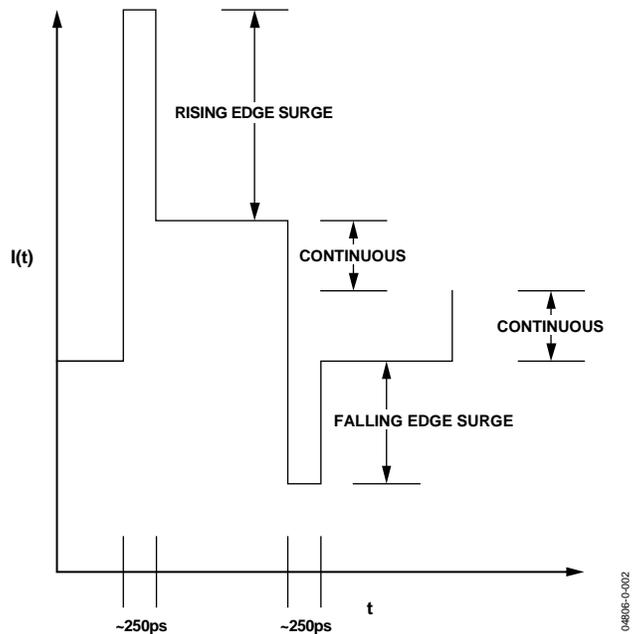 RISING EDGE SURGE
I(t)
CONTINUOUS
CONTINUOUS
FALLING EDGE SURGE
t
~250ps
~250ps
04806-0-002